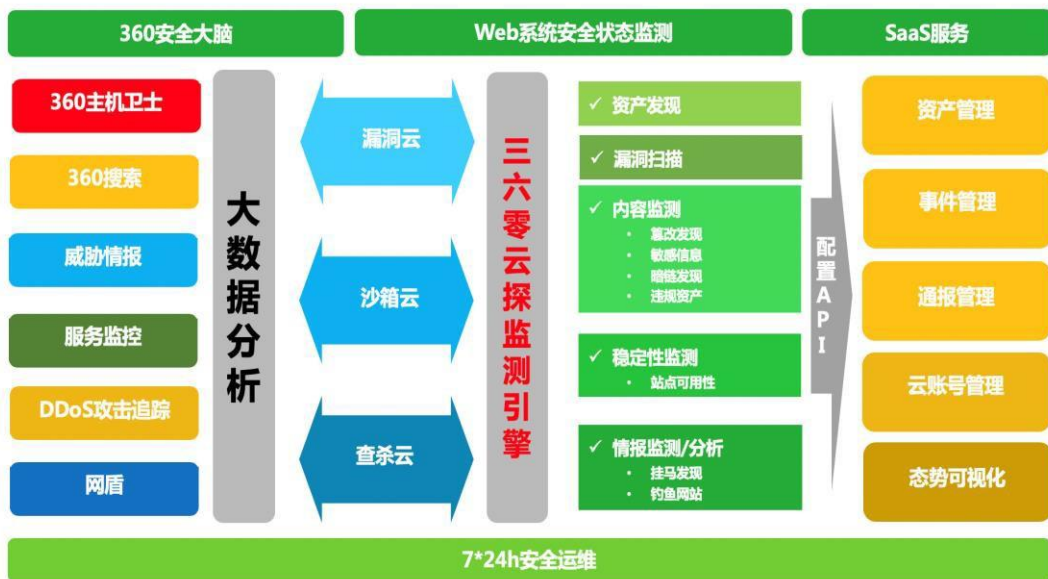 360安全大脑
Web系统安全状态监测
SaaS服务
360主机卫士
360搜索
威胁情报
服务监控
DDoS攻击追踪
网盾
大数据分析
漏洞云
沙箱云
查杀云
三六零云探监测引擎
✓ 资产发现
✓ 漏洞扫描
✓ 内容监测
• 篡改发现
• 敏感信息
• 暗链发现
• 违规资产
✓ 稳定性监测
• 站点可用性
✓ 情报监测/分析
• 挂马发现
• 钓鱼网站
配置API
资产管理
事件管理
通报管理
云账号管理
态势可视化
7*24h安全运维